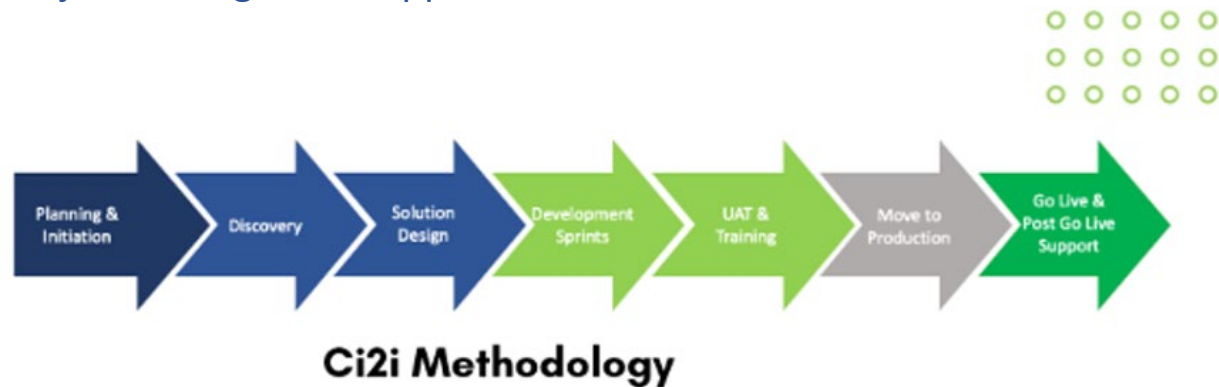 Planning &
Initiation
Discovery
Solution
Design
Development
Sprints
UAT &
Training
Move to
Production
Go Live &
Post Go Live
Support
Ci2i Methodology